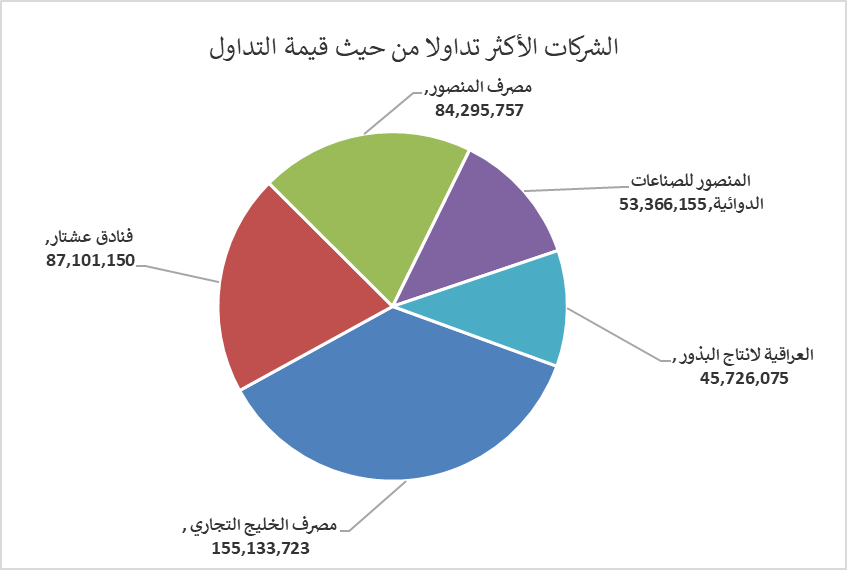 الشركات الأكثر تداولا من حيث قيمة التداول
مصرف المنصور,
84,295,757
المنصور للصناعات
الدوائية, 53,366,155
فنادق عشتار,
87,101,150
العراقية لانتاج البذور ,
45,726,075
مصرف الخليج التجاري ,
155,133,723